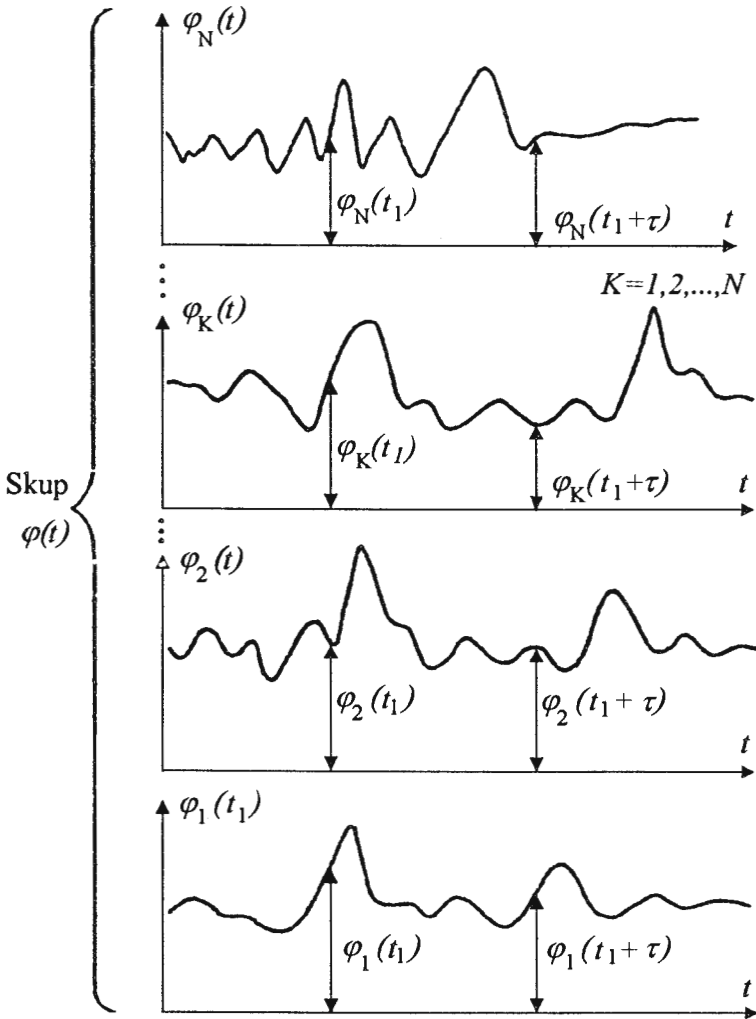 φN(t)
φN(t1)
φN(t1+τ)
t
K=1,2,...,N
φK(t)
φK(t1)
φK(t1+τ)
t
Skup
φ(t)
φ2(t)
φ2(t1)
φ2(t1+τ)
t
φ1(t1)
φ1(t1)
φ1(t1+τ)
t